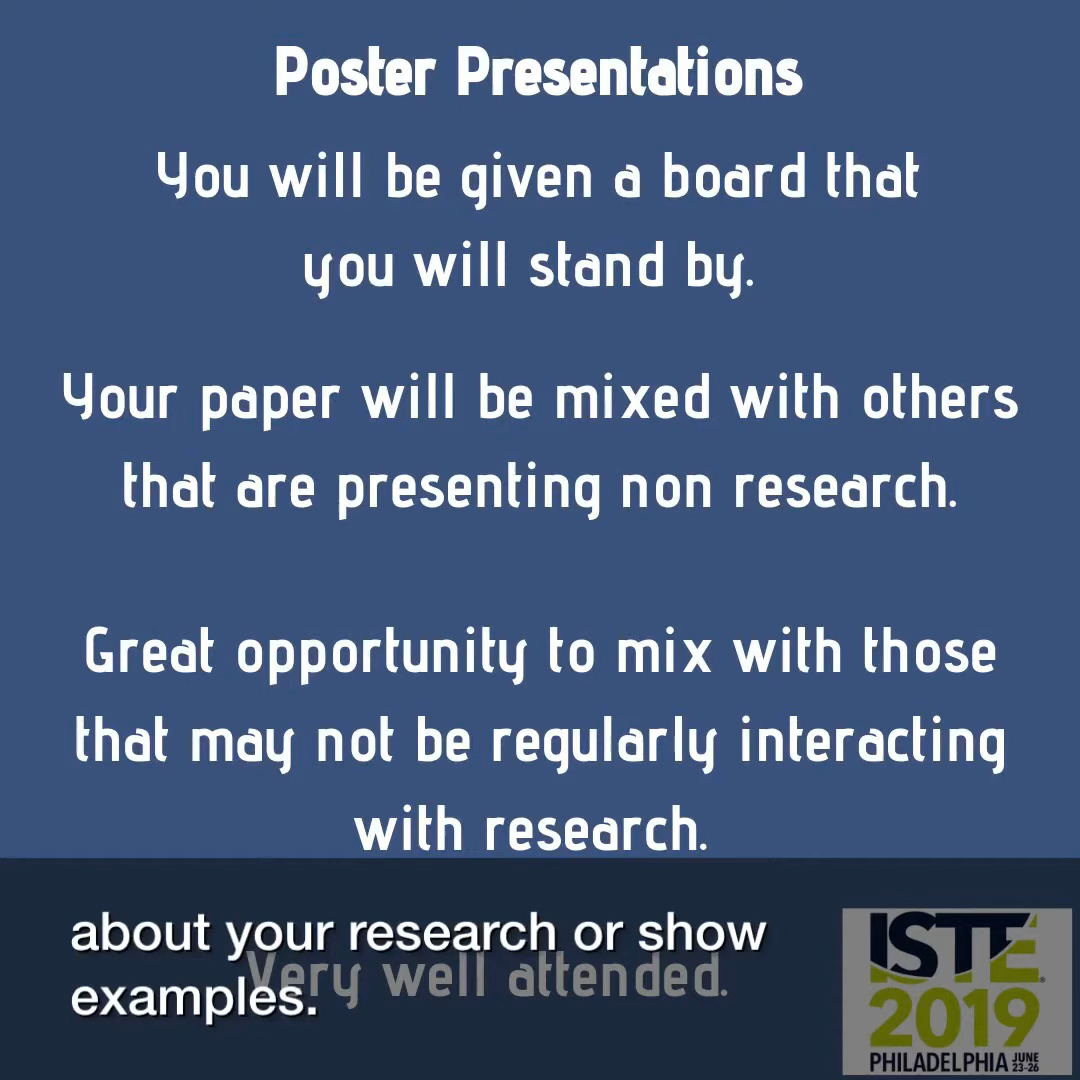 Poster Presentations
You will be given a board that
you will stand by.
Your paper will be mixed with others
that are presenting non research.
Great opportunity to mix with those
that may not be regularly interacting
with research.
Very well attended.
about your research or show
examples.
ISTE®
2019
PHILADELPHIA JUNE 23-26